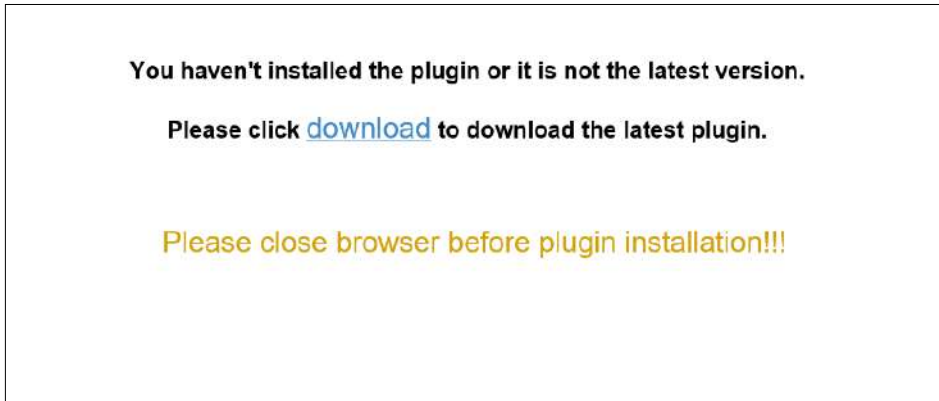 You haven't installed the plugin or it is not the latest version.
Please click download to download the latest plugin.
Please close browser before plugin installation!!!